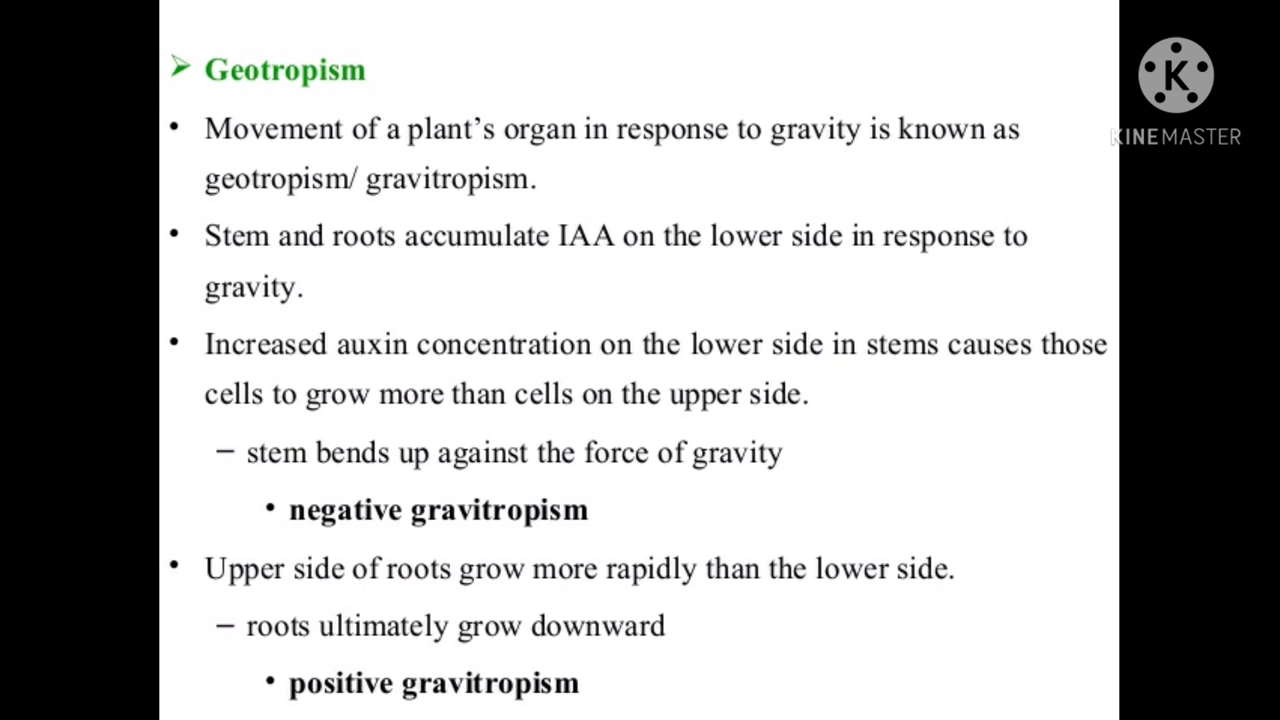 ➢ Geotropism
• Movement of a plant’s organ in response to gravity is known as
geotropism/ gravitropism.
• Stem and roots accumulate IAA on the lower side in response to
gravity.
• Increased auxin concentration on the lower side in stems causes those
cells to grow more than cells on the upper side.
– stem bends up against the force of gravity
• negative gravitropism
• Upper side of roots grow more rapidly than the lower side.
– roots ultimately grow downward
• positive gravitropism
K
KINEMASTER